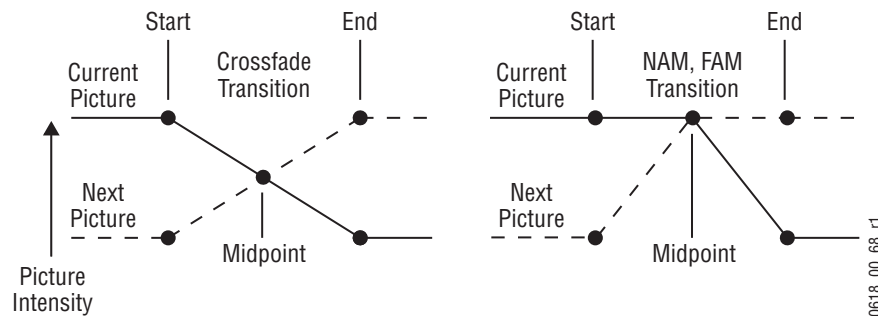 Start
End
Crossfade
Transition
Current
Picture
Next
Picture
Midpoint
Picture
Intensity
Start
End
NAM, FAM
Transition
Current
Picture
Next
Picture
Midpoint
0618_00_68_r1